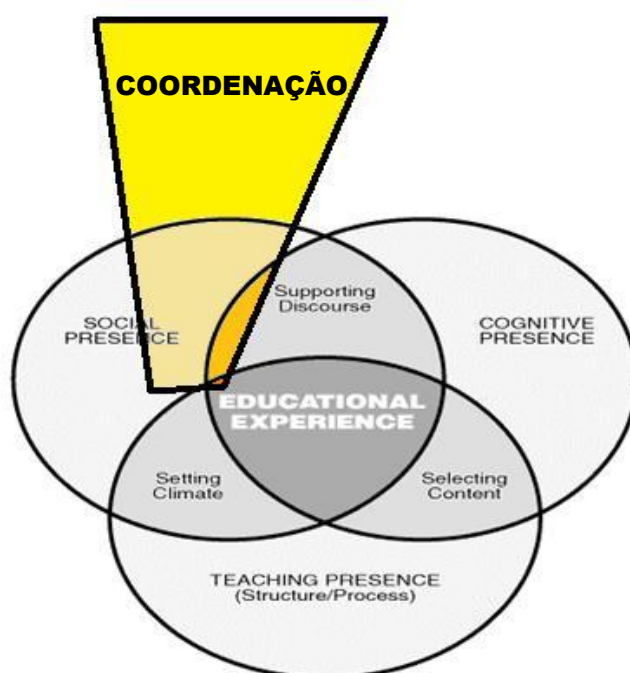 COORDENAÇÃO
Supporting
Discourse
SOCIAL
PRESENCE
COGNITIVE
PRESENCE
EDUCATIONAL
EXPERIENCE
Setting
Climate
Selecting
Content
TEACHING PRESENCE
(Structure/Process)